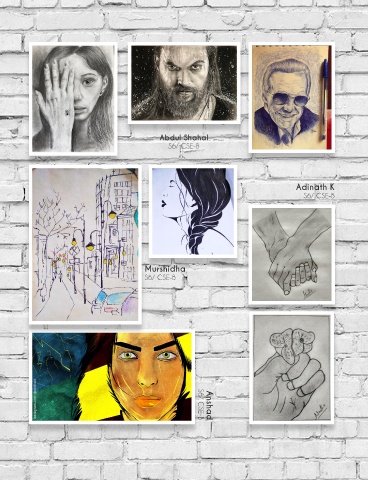 Abdul Shahal
S6/ CSE-B
Adinath K
S6/ CSE-B
Murshidha
S6/ CSE-B
Arshad
S6/ CSE-B